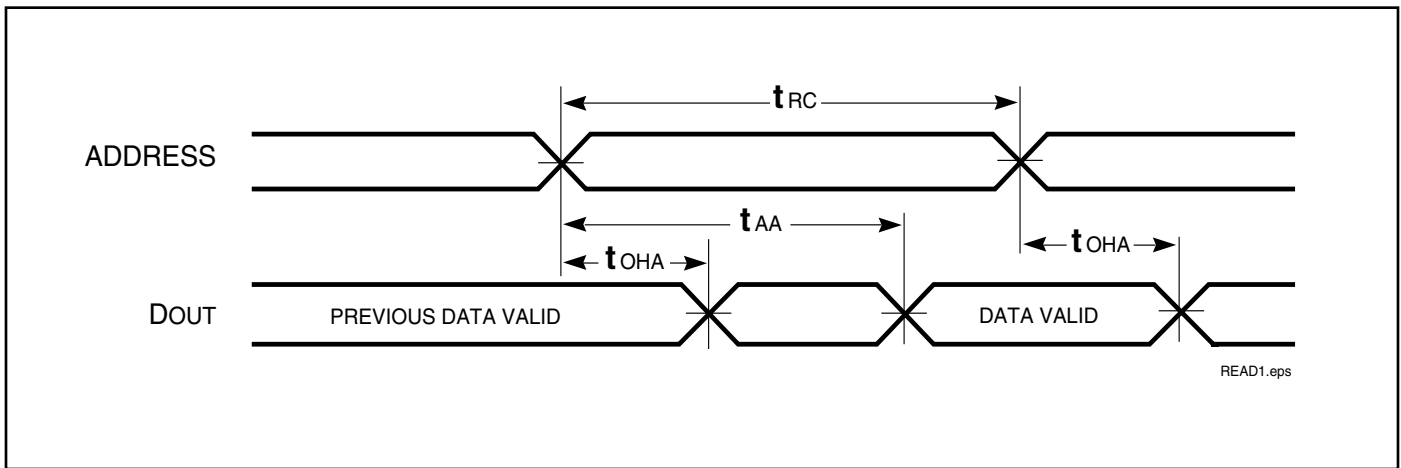 tRC
ADDRESS
tAA
tOHA
tOHA
DOUT
PREVIOUS DATA VALID
DATA VALID
READ1.eps